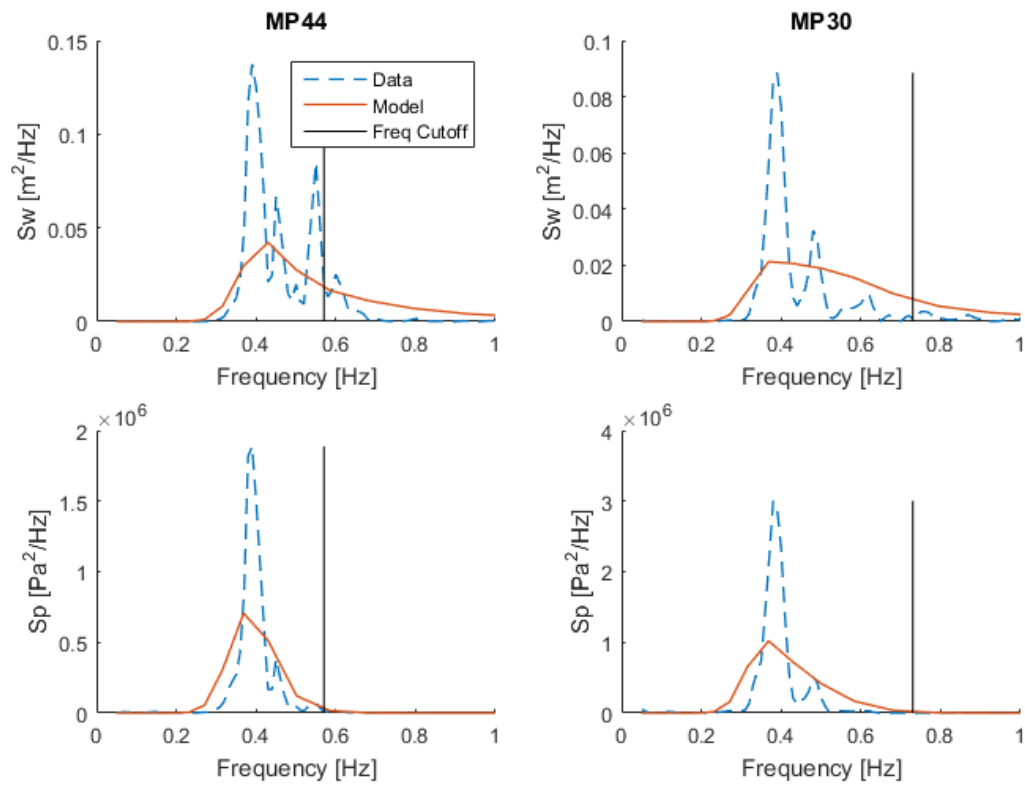 MP44
MP30
0.15
0.1
0.05
0
Sw [m²/Hz]
Data
Model
Freq Cutoff
0 0.2 0.4 0.6 0.8 1
Frequency [Hz]
0.1
0.08
0.06
0.04
0.02
0
Sw [m²/Hz]
0 0.2 0.4 0.6 0.8 1
Frequency [Hz]
×10⁶
2
1.5
1
0.5
0
Sp [Pa²/Hz]
0 0.2 0.4 0.6 0.8 1
Frequency [Hz]
×10⁶
4
3
2
1
0
Sp [Pa²/Hz]
0 0.2 0.4 0.6 0.8 1
Frequency [Hz]